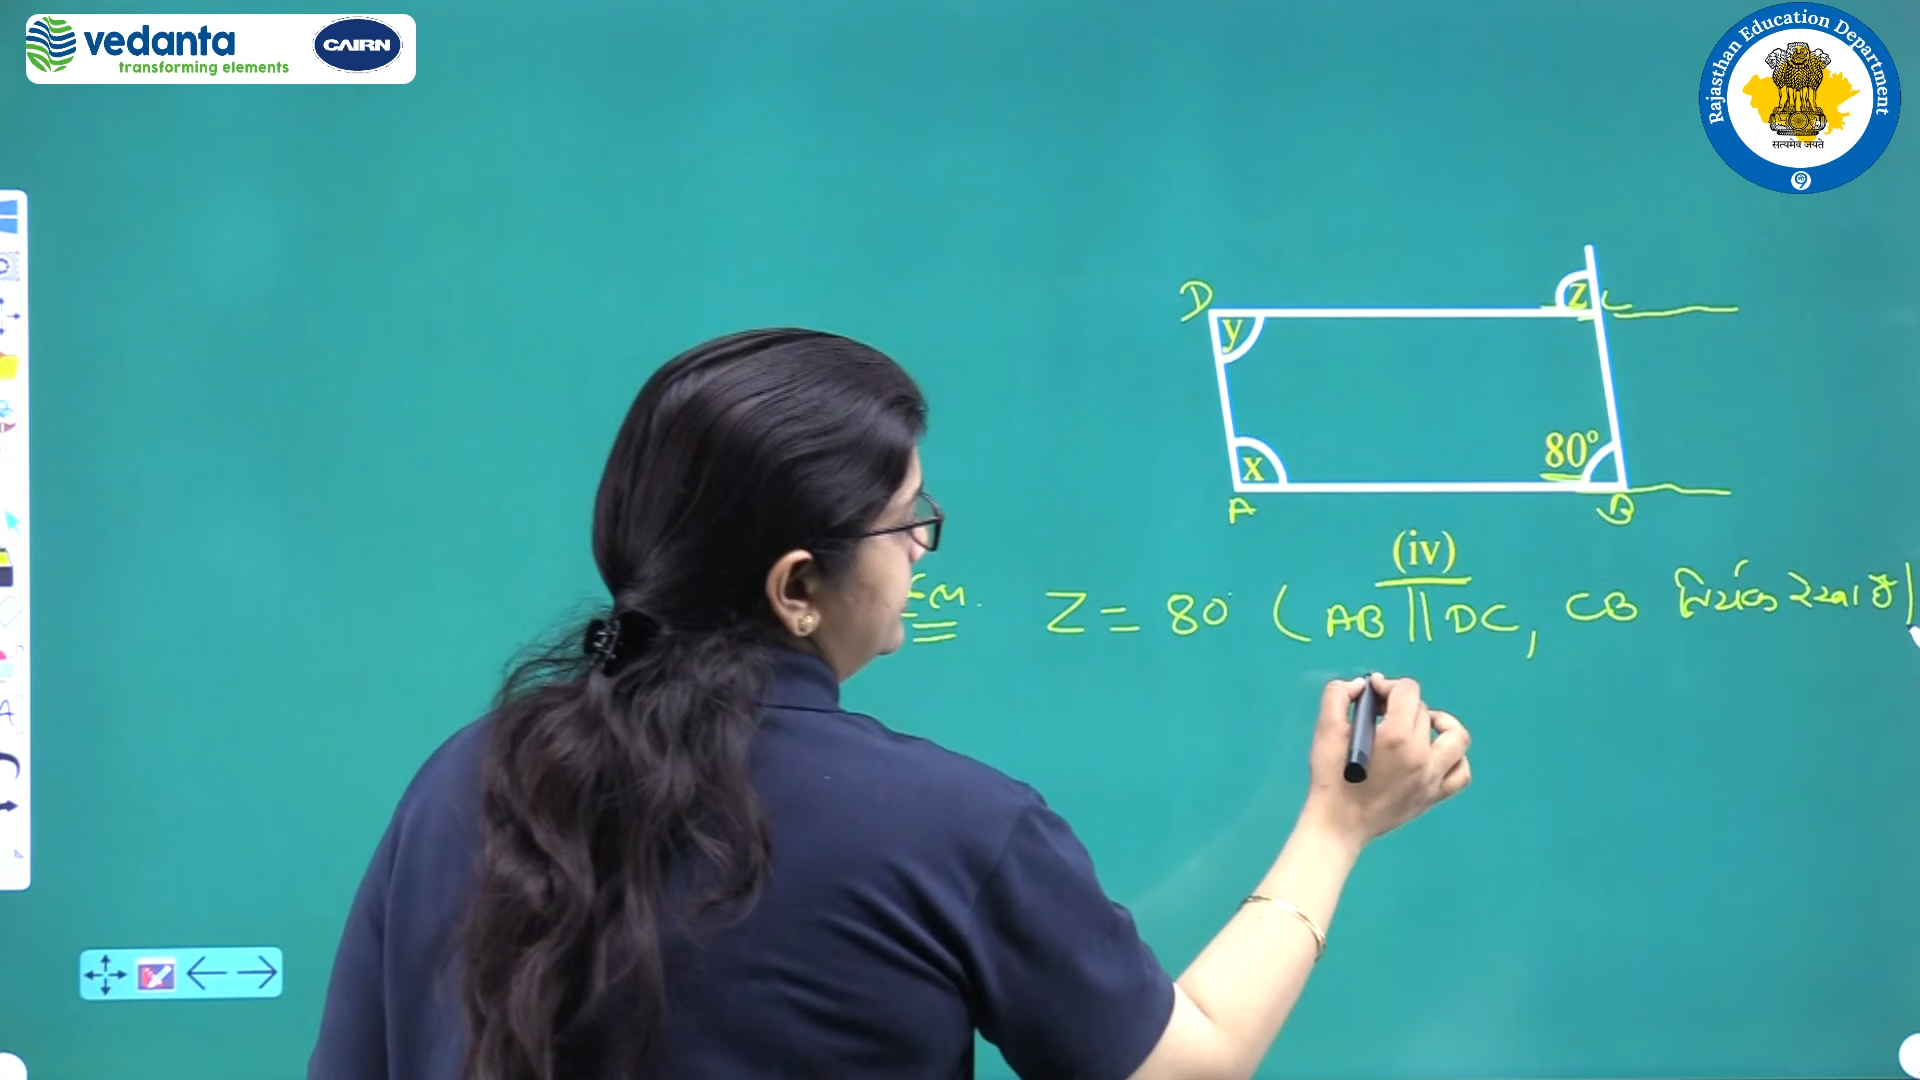 vedanta
transforming elements
CAIRN
Rajasthan Education Department
सत्यमेव जयते
D
z
C
y
80°
x
A
B
(iv)
Z = 80° ( AB || DC, CB तिर्यक रेखा है)